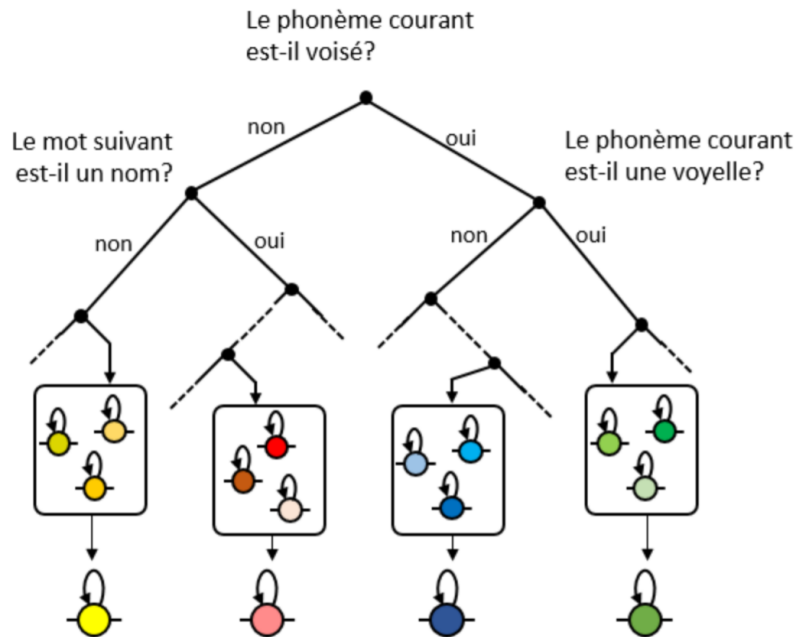 Le phonème courant
est-il voisé?
non
oui
Le mot suivant
est-il un nom?
Le phonème courant
est-il une voyelle?
non
oui
non
oui